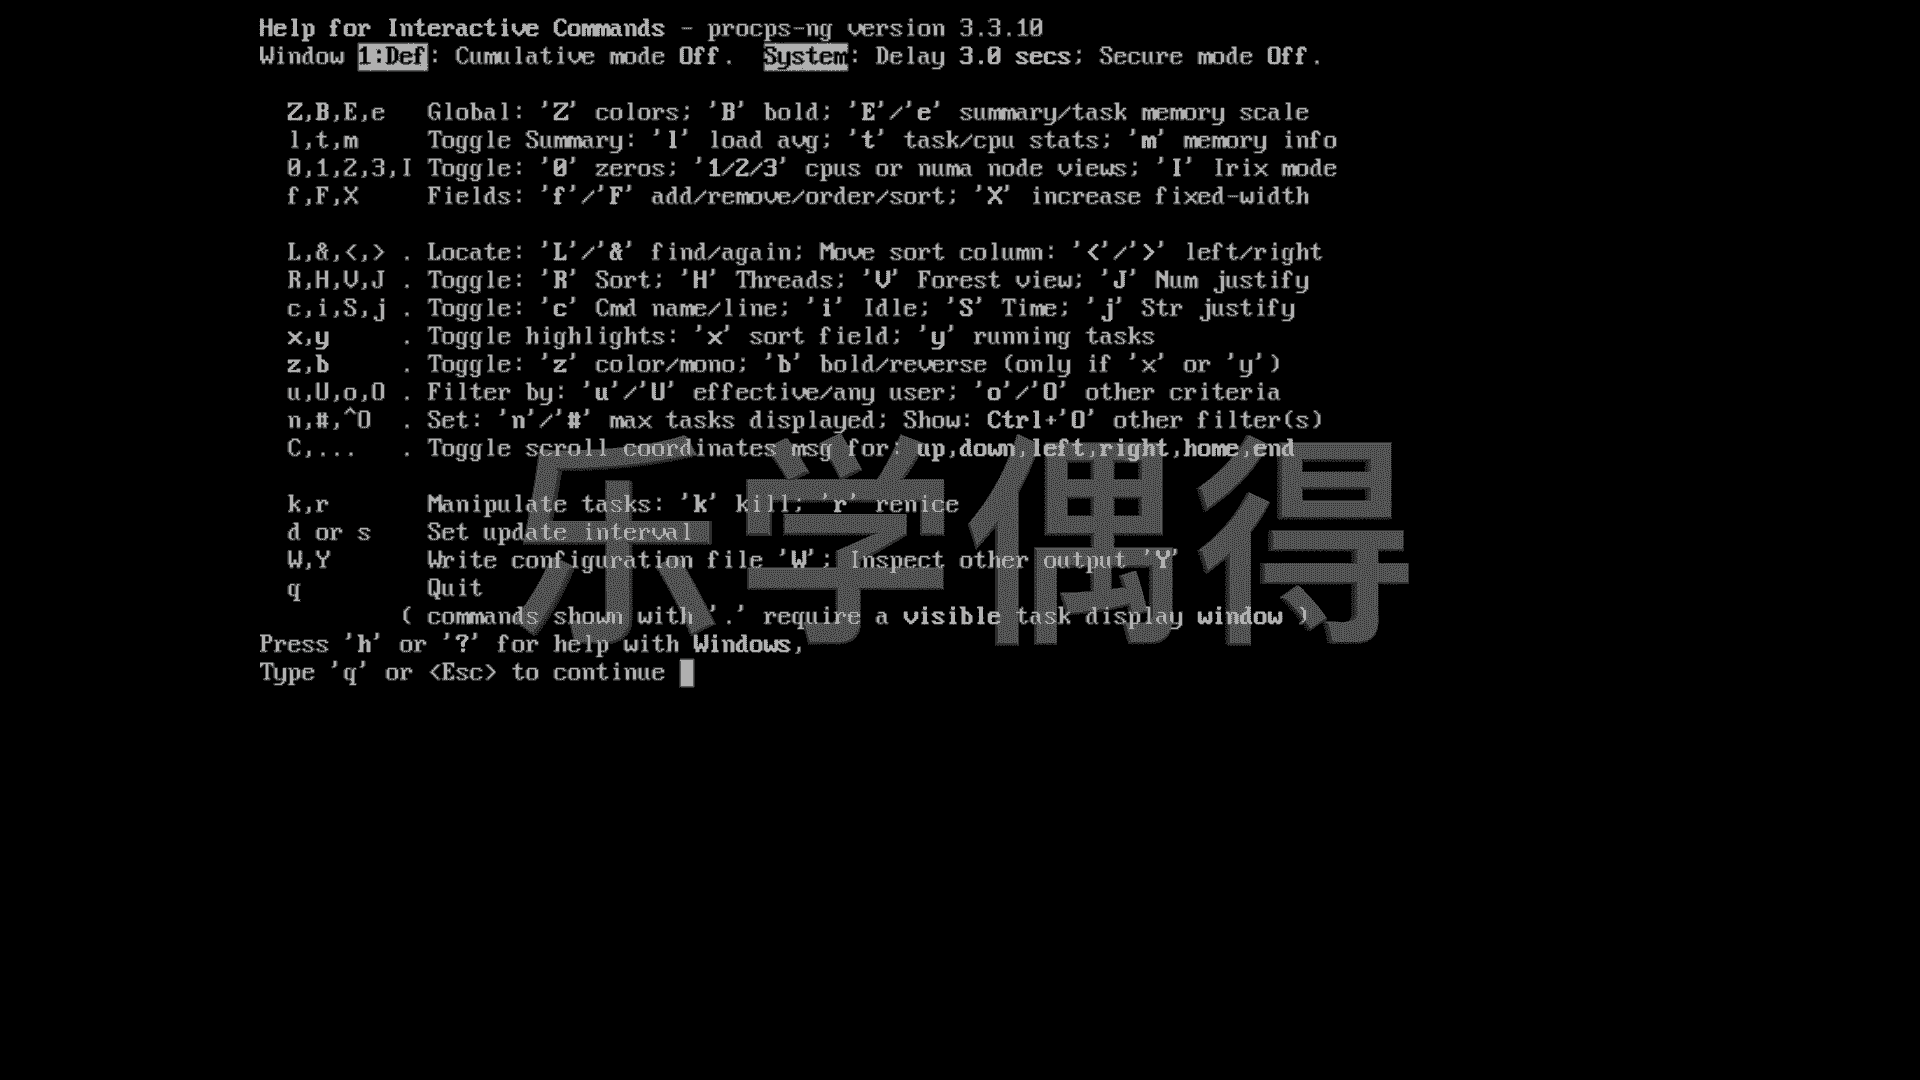 Help for Interactive Commands - procps-ng version 3.3.10
Window 1:Def: Cumulative mode Off.  System: Delay 3.0 secs; Secure mode Off.

  Z,B,E,e   Global: 'Z' colors; 'B' bold; 'E'/'e' summary/task memory scale
  l,t,m     Toggle Summary: 'l' load avg; 't' task/cpu stats; 'm' memory info
  0,1,2,3,I Toggle: '0' zeros; '1/2/3' cpus or numa node views; 'I' Irix mode
  f,F,X     Fields: 'f'/'F' add/remove/order/sort; 'X' increase fixed-width

  L,&,<,> . Locate: 'L'/'&' find/again; Move sort column: '<'/'>' left/right
  R,H,V,J . Toggle: 'R' Sort; 'H' Threads; 'V' Forest view; 'J' Num justify
  c,i,S,j . Toggle: 'c' Cmd name/line; 'i' Idle; 'S' Time; 'j' Str justify
  x,y     . Toggle highlights: 'x' sort field; 'y' running tasks
  z,b     . Toggle: 'z' color/mono; 'b' bold/reverse (only if 'x' or 'y')
  u,U,o,O . Filter by: 'u'/'U' effective/any user; 'o'/'O' other criteria
  n,#,^O  . Set: 'n'/'#' max tasks displayed; Show: Ctrl+'O' other filter(s)
  C,...   . Toggle scroll coordinates msg for: up,down,left,right,home,end

  k,r       Manipulate tasks: 'k' kill; 'r' renice
  d or s    Set update interval
  W,Y       Write configuration file 'W'; Inspect other output 'Y'
  q         Quit
          ( commands shown with '.' require a visible task display window )
Press 'h' or '?' for help with Windows,
Type 'q' or <Esc> to continue
乐学偶得